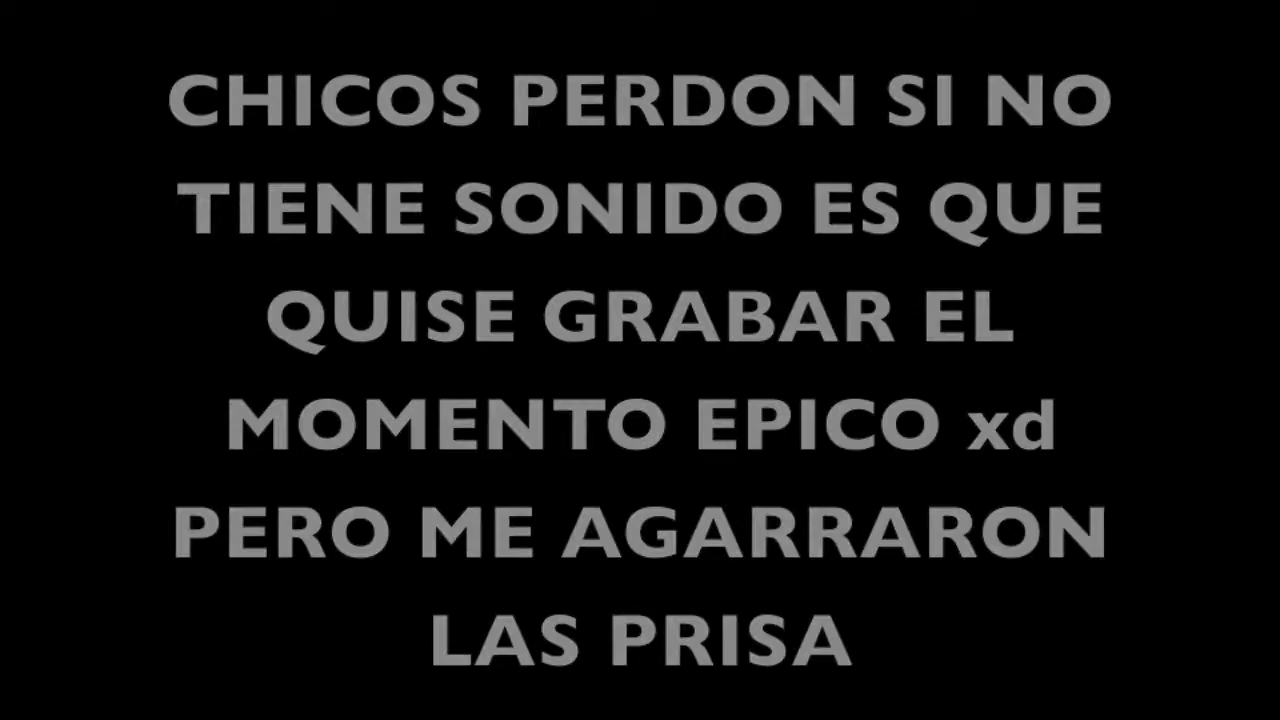 CHICOS PERDON SI NO
TIENE SONIDO ES QUE
QUISE GRABAR EL
MOMENTO EPICO xd
PERO ME AGARRARON
LAS PRISA